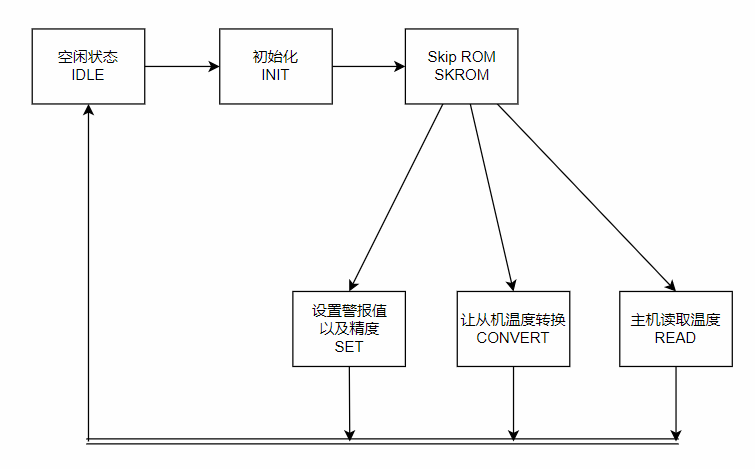 空闲状态
IDLE
初始化
INIT
Skip ROM
SKROM
设置警报值
以及精度
SET
让从机温度转换
CONVERT
主机读取温度
READ